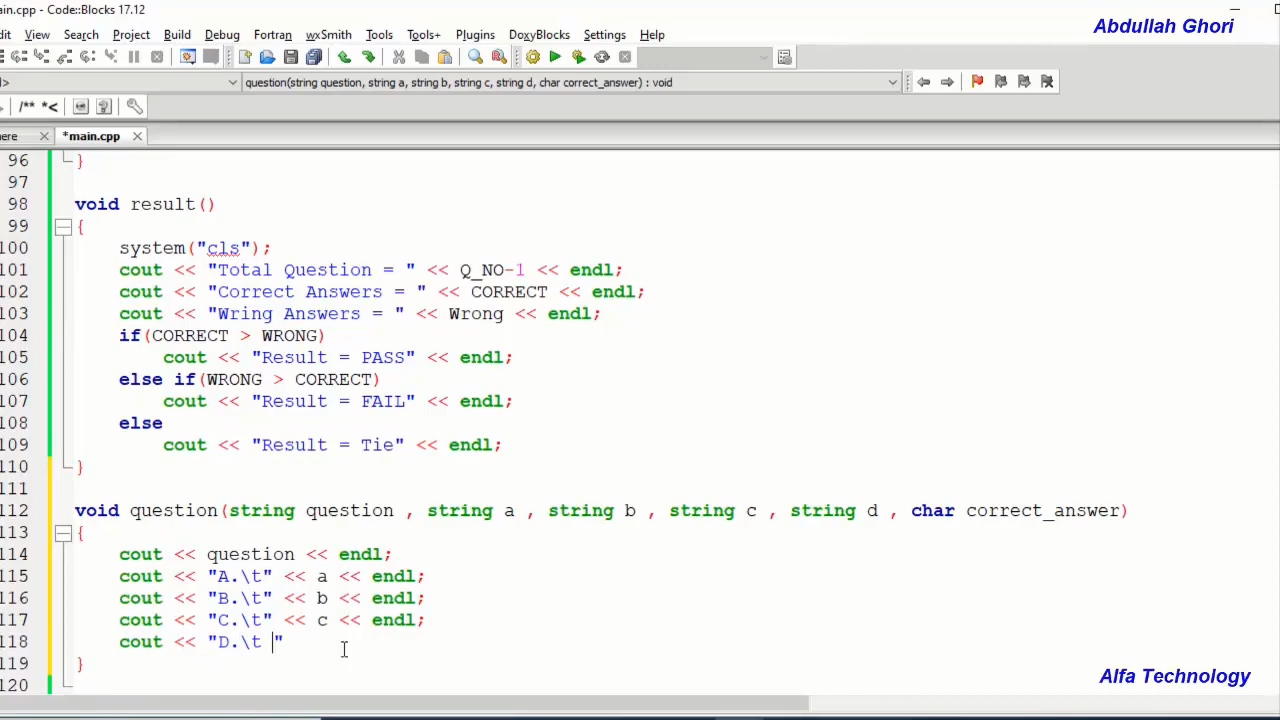 ain.cpp - Code::Blocks 17.12
Abdullah Ghori
dit View Search Project Build Debug Fortran wxSmith Tools Tools+ Plugins DoxyBlocks Settings Help
> question(string question, string a, string b, string c, string d, char correct_answer) : void
/** *<
ere *main.cpp
96 }
97
98 void result()
99 {
100 system("cls");
101 cout << "Total Question = " << Q_NO-1 << endl;
102 cout << "Correct Answers = " << CORRECT << endl;
103 cout << "Wring Answers = " << Wrong << endl;
104 if(CORRECT > WRONG)
105 cout << "Result = PASS" << endl;
106 else if(WRONG > CORRECT)
107 cout << "Result = FAIL" << endl;
108 else
109 cout << "Result = Tie" << endl;
110 }
111
112 void question(string question , string a , string b , string c , string d , char correct_answer)
113 {
114 cout << question << endl;
115 cout << "A.\t" << a << endl;
116 cout << "B.\t" << b << endl;
117 cout << "C.\t" << c << endl;
118 cout << "D.\t "
119 }
120
Alfa Technology